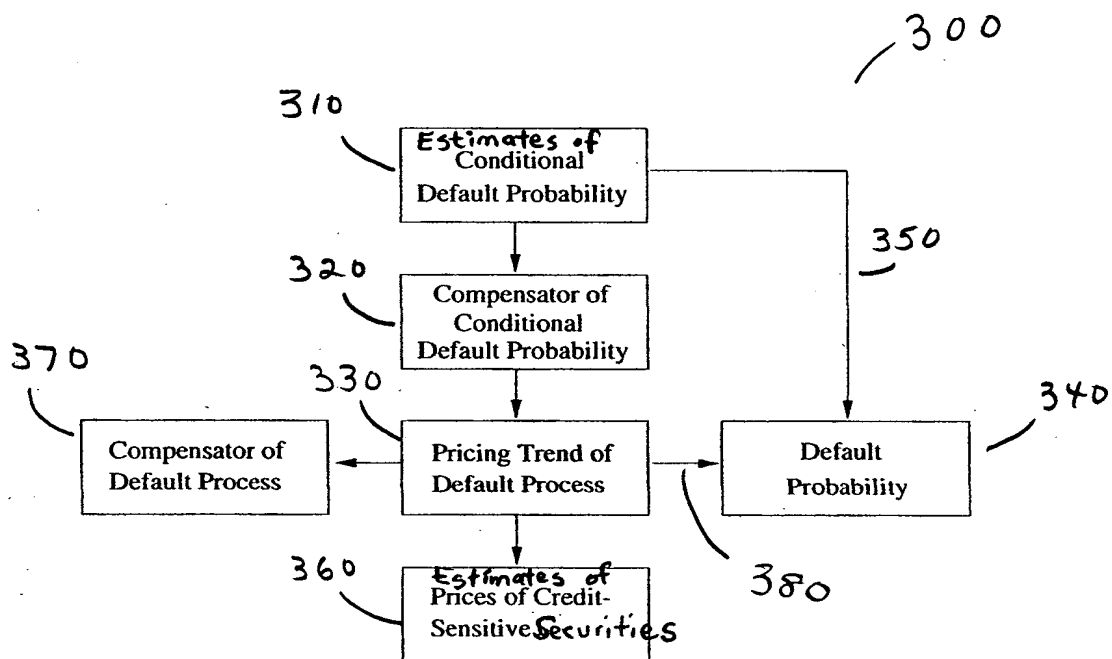 300
310
Estimates of
Conditional
Default Probability
350
320
Compensator of
Conditional
Default Probability
370
330
340
Compensator of
Default Process
Pricing Trend of
Default Process
Default
Probability
360
380
Estimates of
Prices of Credit-
Sensitive Securities